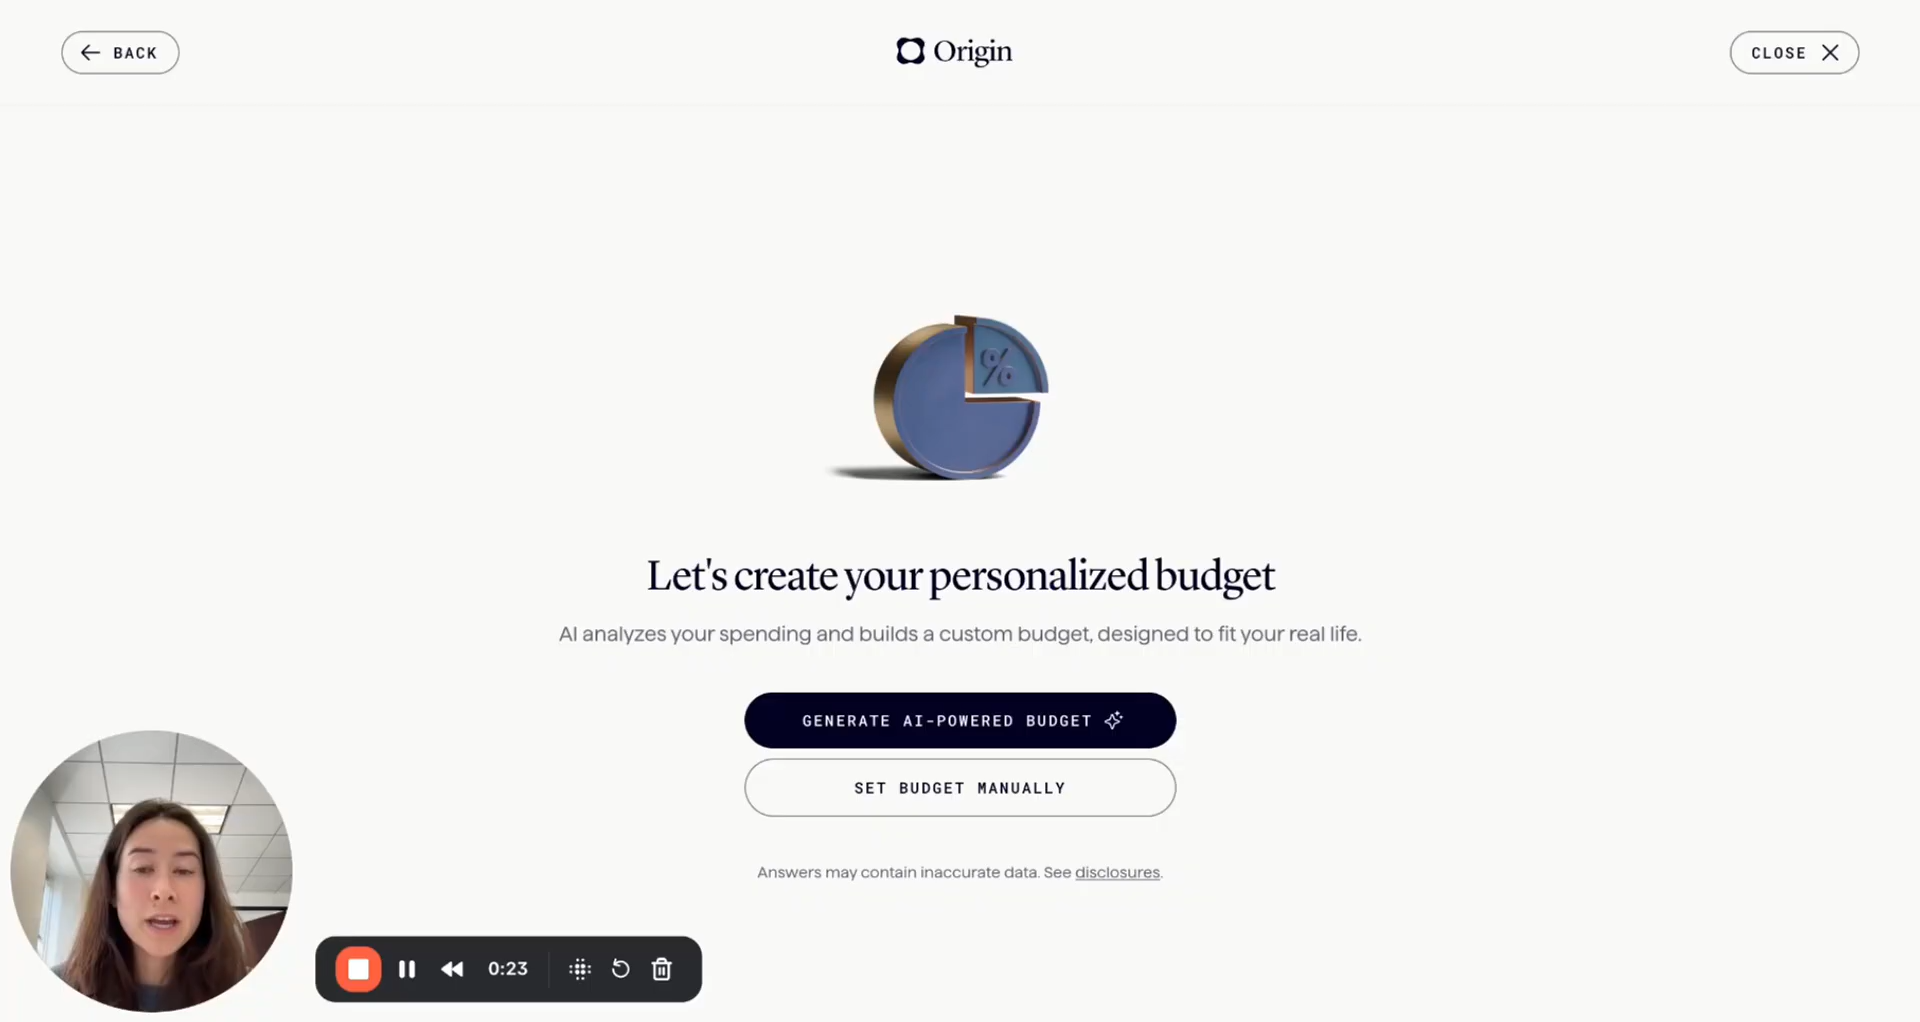 BACK
Origin
CLOSE
%
Let's create your personalized budget
AI analyzes your spending and builds a custom budget, designed to fit your real life.
GENERATE AI-POWERED BUDGET
SET BUDGET MANUALLY
Answers may contain inaccurate data. See disclosures.
0:23